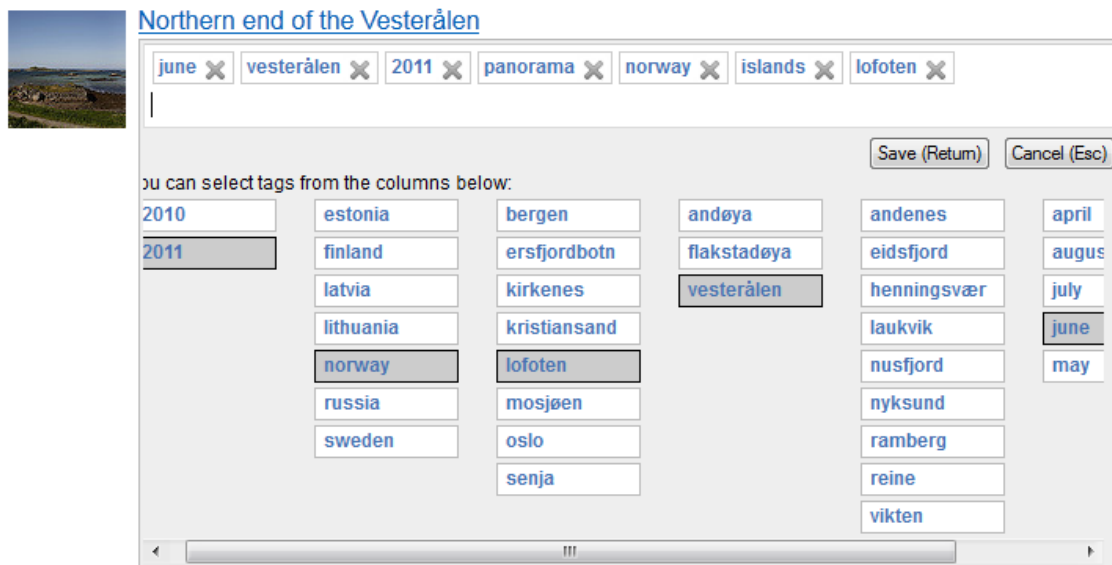 Northern end of the Vesterålen
june vesterålen 2011 panorama norway islands lofoten
Save (Return) Cancel (Esc)
ou can select tags from the columns below:
2010 estonia bergen andøya andenes april
2011 finland ersfjordbotn flakstadøya eidsfjord augus
latvia kirkenes vesterålen henningsvær july
lithuania kristiansand laukvik june
norway lofoten nusfjord may
russia mosjøen nyksund
sweden oslo ramberg
senja reine
vikten